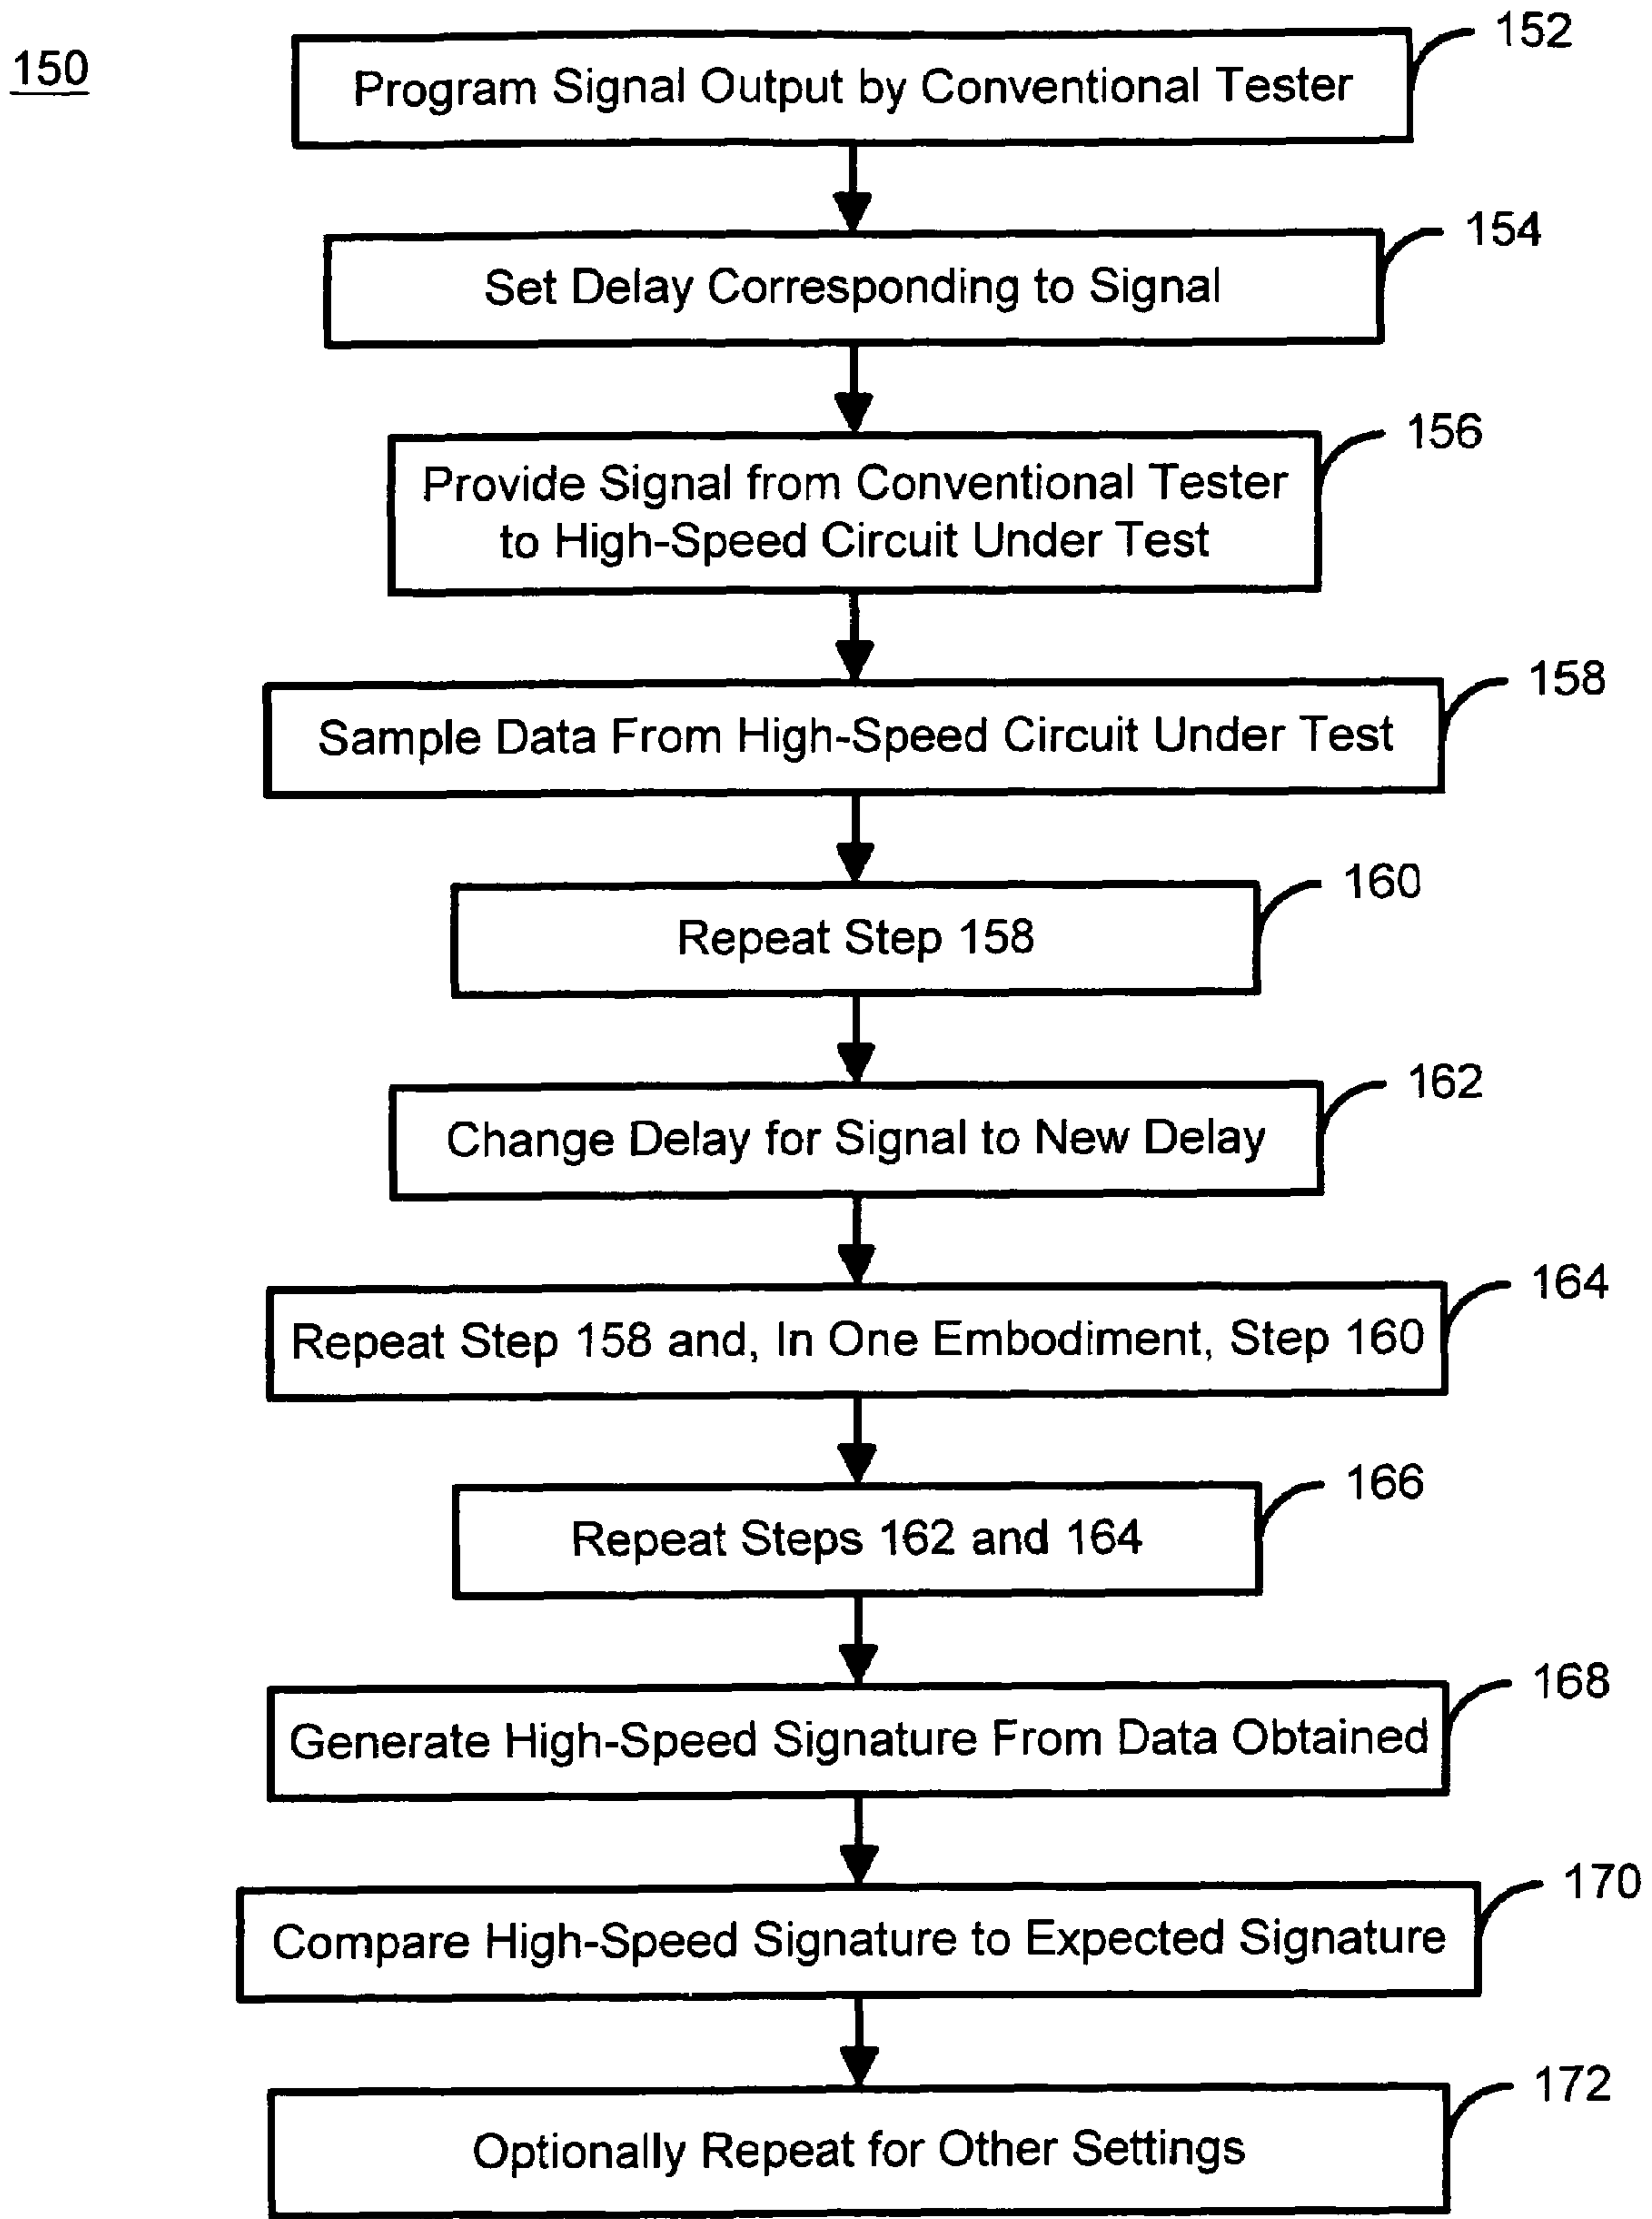 150
152
Program Signal Output by Conventional Tester
154
Set Delay Corresponding to Signal
156
Provide Signal from Conventional Tester
to High-Speed Circuit Under Test
158
Sample Data From High-Speed Circuit Under Test
160
Repeat Step 158
162
Change Delay for Signal to New Delay
164
Repeat Step 158 and, In One Embodiment, Step 160
166
Repeat Steps 162 and 164
168
Generate High-Speed Signature From Data Obtained
170
Compare High-Speed Signature to Expected Signature
172
Optionally Repeat for Other Settings